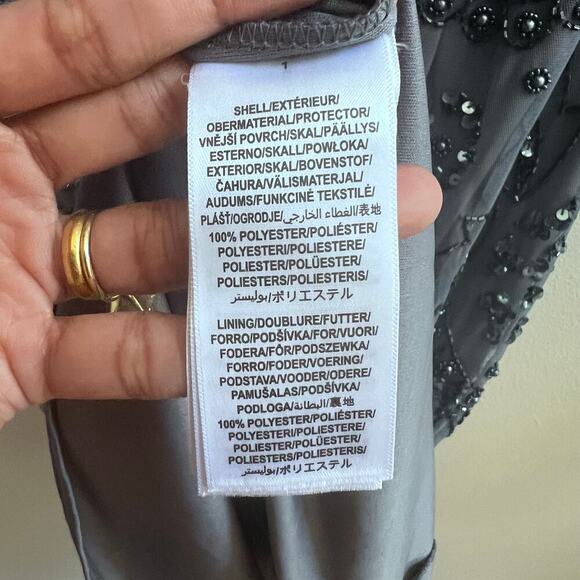 1
SHELL/EXTÉRIEUR/
OBERMATERIAL/PROTECTOR/
VNĚJŠÍ POVRCH/SKAL/PÄÄLLYS/
ESTERNO/SKALL/POWŁOKA/
EXTERIOR/SKAL/BOVENSTOF/
ČAHURA/VÄLISMATERJAL/
AUDUMS/FUNKCINĖ TEKSTILĖ/
PLÁŠŤ/OGRODJE/الغطاء الخارجي/表地
100% POLYESTER/POLIÉSTER/
POLYESTERI/POLIESTERE/
POLIESTER/POLÜESTER/
POLIESTERS/POLIESTERIS/
بوليستر/ポリエステル
LINING/DOUBLURE/FUTTER/
FORRO/PODŠÍVKA/FOR/VUORI/
FODERA/FÔR/PODSZEWKA/
FORRO/FODER/VOERING/
PODSTAVA/VOODER/ODERE/
PAMUŠALAS/PODŠÍVKA/
PODLOGA/البطانة/裏地
100% POLYESTER/POLIÉSTER/
POLYESTERI/POLIESTERE/
POLIESTER/POLÜESTER/
POLIESTERS/POLIESTERIS/
بوليستر/ポリエステル